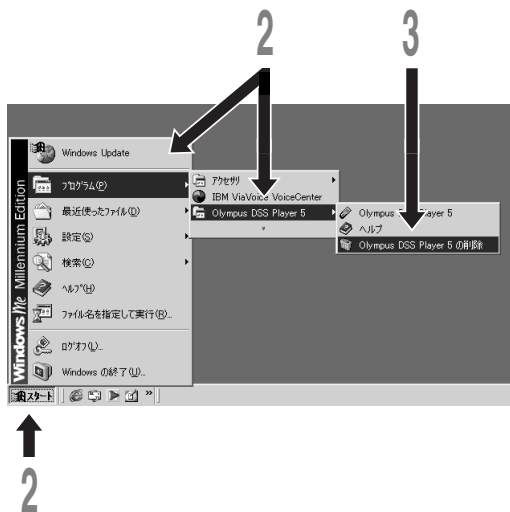 2
3
Windows Update
プログラム(P)
最近使ったファイル(D)
設定(S)
検索(C)
ヘルプ(H)
ファイル名を指定して実行(R)...
ログオフ(L)...
Windows の終了(U)...
Windows Me Millennium Edition
アクセサリ
IBM ViaVoice VoiceCenter
Olympus DSS Player 5
Olympus D Player 5
ヘルプ
Olympus DSS Player 5 の削除
スタート
»
2